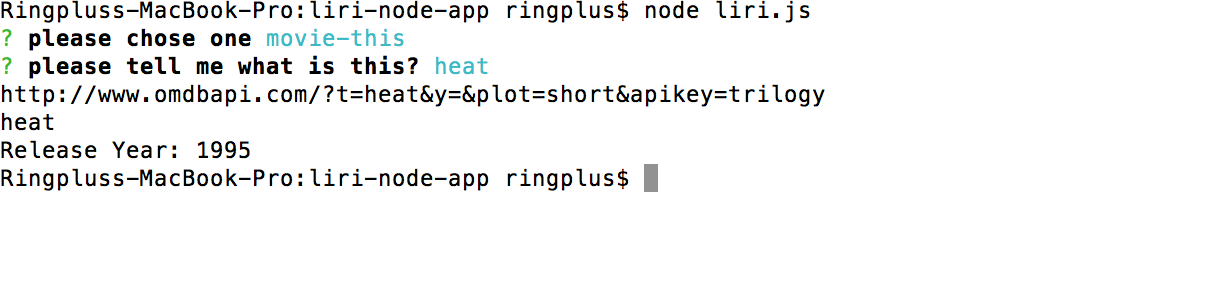 Ringpluss-MacBook-Pro:liri-node-app ringplus$ node liri.js
? please chose one movie-this
? please tell me what is this? heat
http://www.omdbapi.com/?t=heat&y=&plot=short&apikey=trilogy
heat
Release Year: 1995
Ringpluss-MacBook-Pro:liri-node-app ringplus$